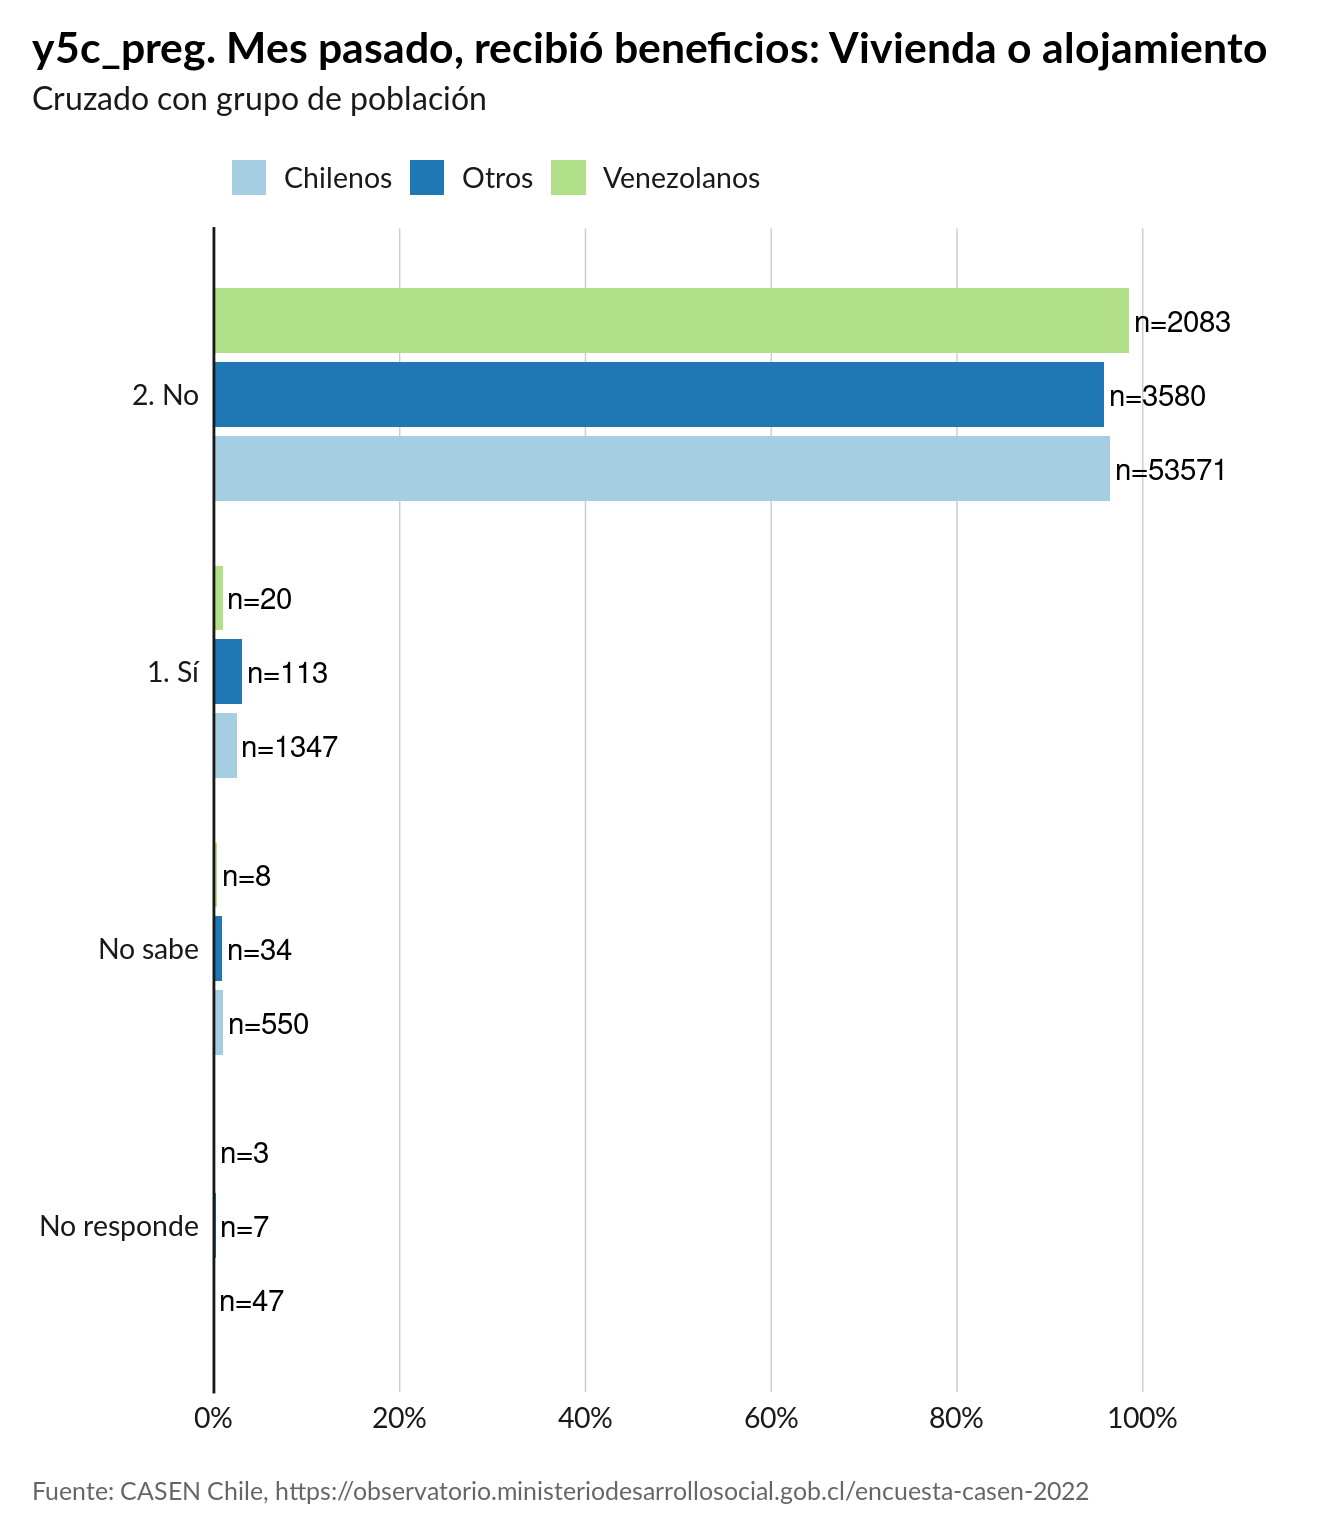 y5c_preg. Mes pasado, recibió beneficios: Vivienda o alojamiento
Cruzado con grupo de población
Chilenos Otros Venezolanos
n=2083
2. No n=3580
n=53571
n=20
1. Sí n=113
n=1347
n=8
No sabe n=34
n=550
n=3
No responde n=7
n=47
0% 20% 40% 60% 80% 100%
Fuente: CASEN Chile, https://observatorio.ministeriodesarrollosocial.gob.cl/encuesta-casen-2022